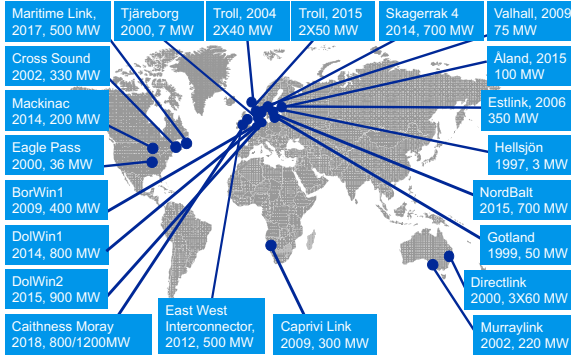 Maritime Link,
2017, 500 MW
Tjäreborg
2000, 7 MW
Troll, 2004
2X40 MW
Troll, 2015
2X50 MW
Skagerrak 4
2014, 700 MW
Valhall, 2009
75 MW
Cross Sound
2002, 330 MW
Åland, 2015
100 MW
Mackinac
2014, 200 MW
Estlink, 2006
350 MW
Eagle Pass
2000, 36 MW
Hellsjön
1997, 3 MW
BorWin1
2009, 400 MW
NordBalt
2015, 700 MW
DolWin1
2014, 800 MW
Gotland
1999, 50 MW
DolWin2
2015, 900 MW
Directlink
2000, 3X60 MW
Caithness Moray
2018, 800/1200MW
East West
Interconnector,
2012, 500 MW
Caprivi Link
2009, 300 MW
Murraylink
2002, 220 MW